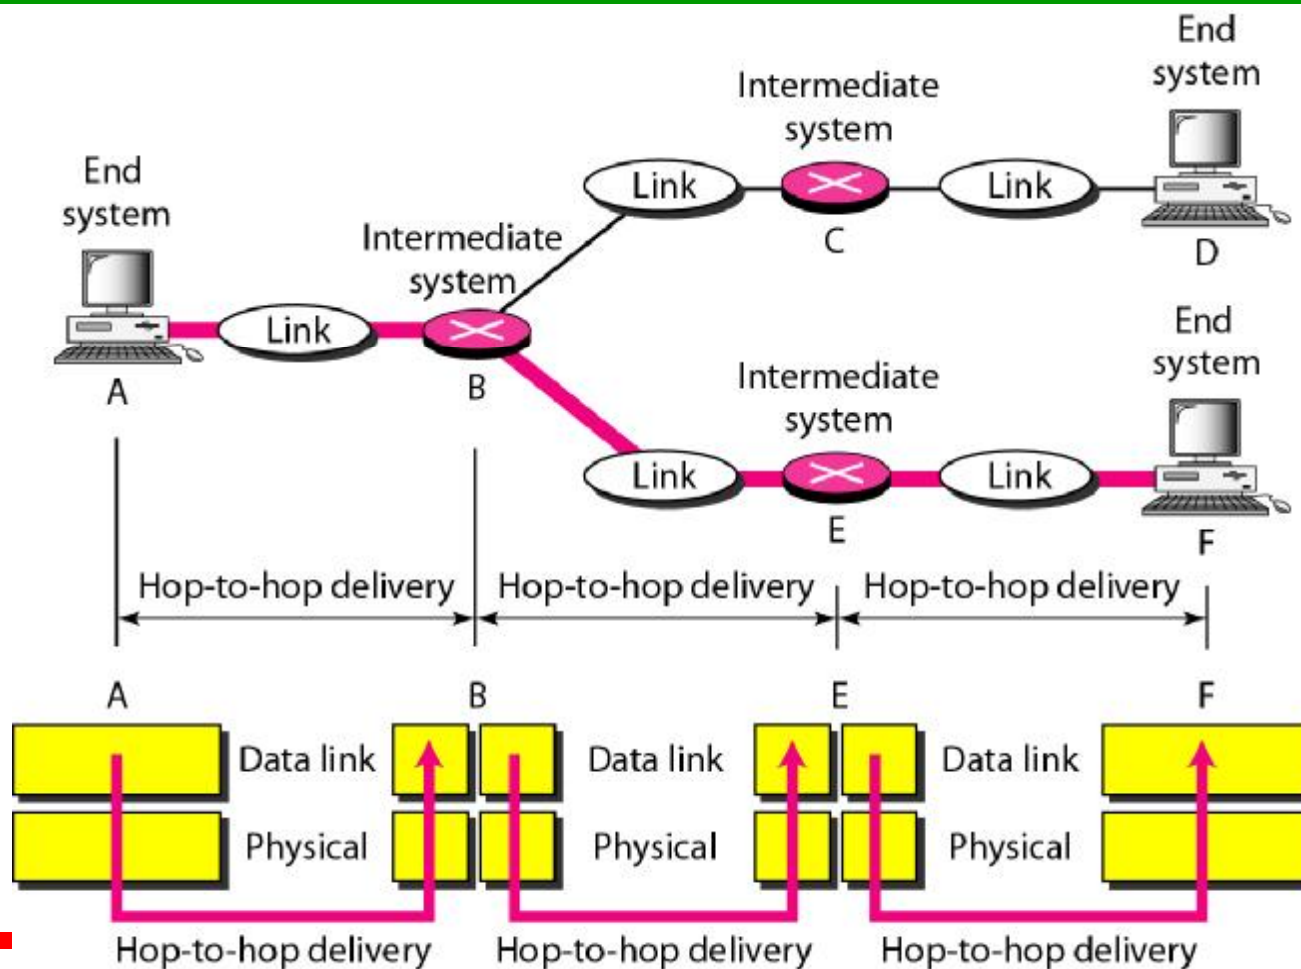 End
system
Intermediate
system
Link
Link
C
D
End
system
Intermediate
system
Link
A
B
End
system
Intermediate
system
Link
Link
E
F
Hop-to-hop delivery
Hop-to-hop delivery
Hop-to-hop delivery
A
B
E
F
Data link
Data link
Data link
Physical
Physical
Physical
Hop-to-hop delivery
Hop-to-hop delivery
Hop-to-hop delivery